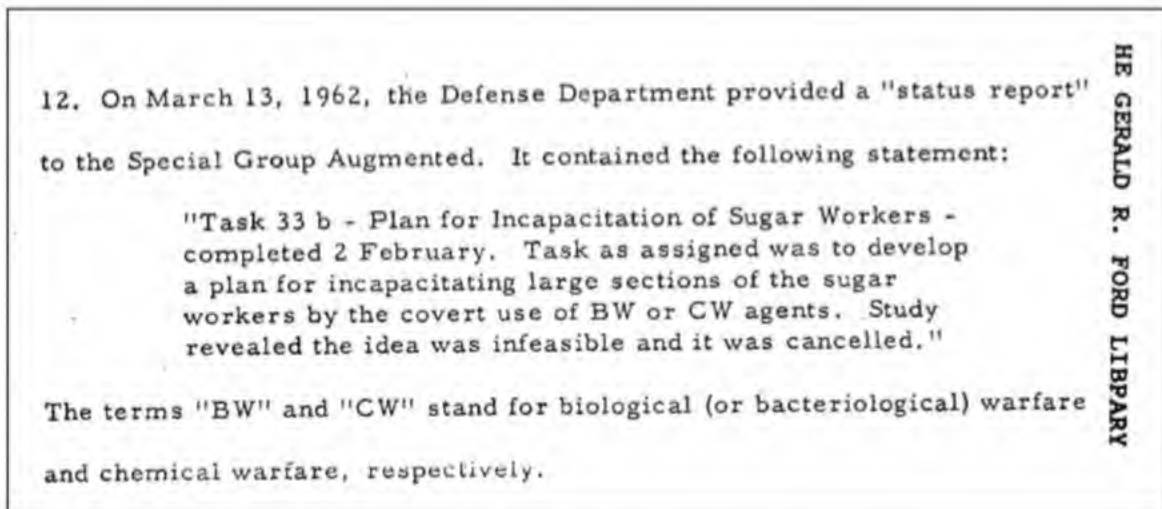 12. On March 13, 1962, the Defense Department provided a "status report"
to the Special Group Augmented. It contained the following statement:
"Task 33 b - Plan for Incapacitation of Sugar Workers -
completed 2 February. Task as assigned was to develop
a plan for incapacitating large sections of the sugar
workers by the covert use of BW or CW agents. Study
revealed the idea was infeasible and it was cancelled."
The terms "BW" and "CW" stand for biological (or bacteriological) warfare
and chemical warfare, respectively.
HE GERALD R. FORD LIBPARY